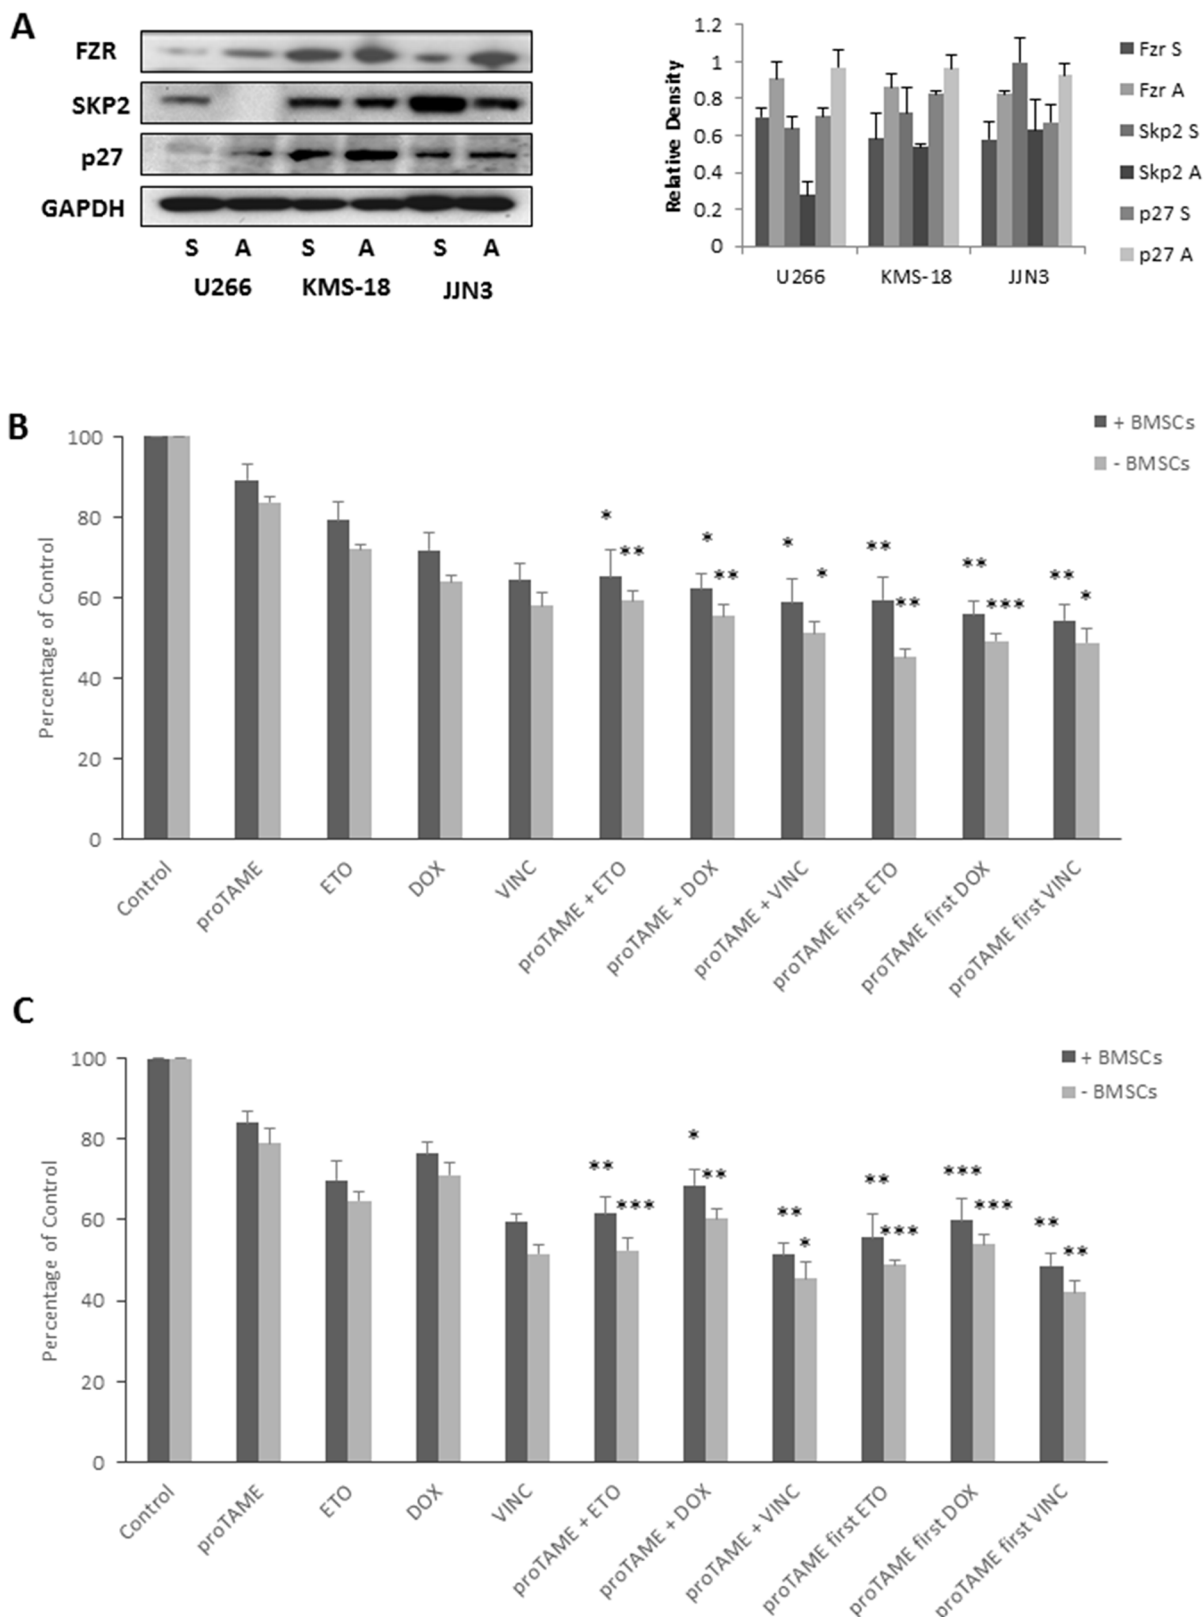 A
FZR
SKP2
p27
GAPDH
S A S A S A
U266 KMS-18 JJN3
Relative Density
1.2
1
0.8
0.6
0.4
0.2
0
U266 KMS-18 JJN3
Fzr S
Fzr A
Skp2 S
Skp2 A
p27 S
p27 A
B
+ BMSCs
- BMSCs
Percentage of Control
100
80
60
40
20
0
* ** * ** * * ** ** ** *** ** *
Control
proTAME
ETO
DOX
VINC
proTAME + ETO
proTAME + DOX
proTAME + VINC
proTAME first ETO
proTAME first DOX
proTAME first VINC
C
+ BMSCs
- BMSCs
Percentage of Control
100
80
60
40
20
0
** *** * ** ** * ** *** *** *** ** **
Control
proTAME
ETO
DOX
VINC
proTAME + ETO
proTAME + DOX
proTAME + VINC
proTAME first ETO
proTAME first DOX
proTAME first VINC